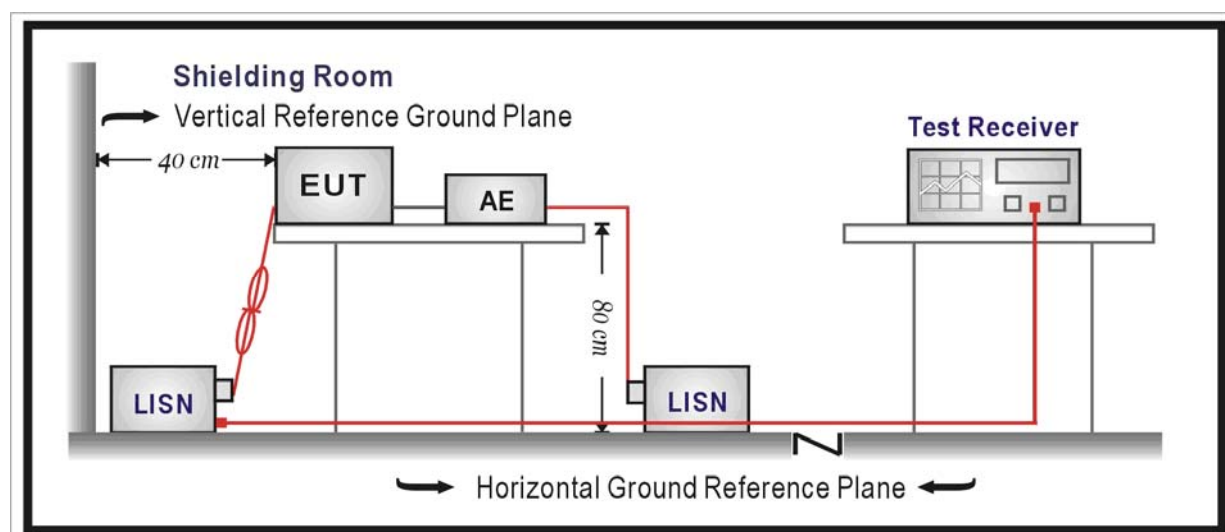 Shielding Room
Vertical Reference Ground Plane
40 cm
Test Receiver
EUT
AE
80 cm
LISN
LISN
Horizontal Ground Reference Plane